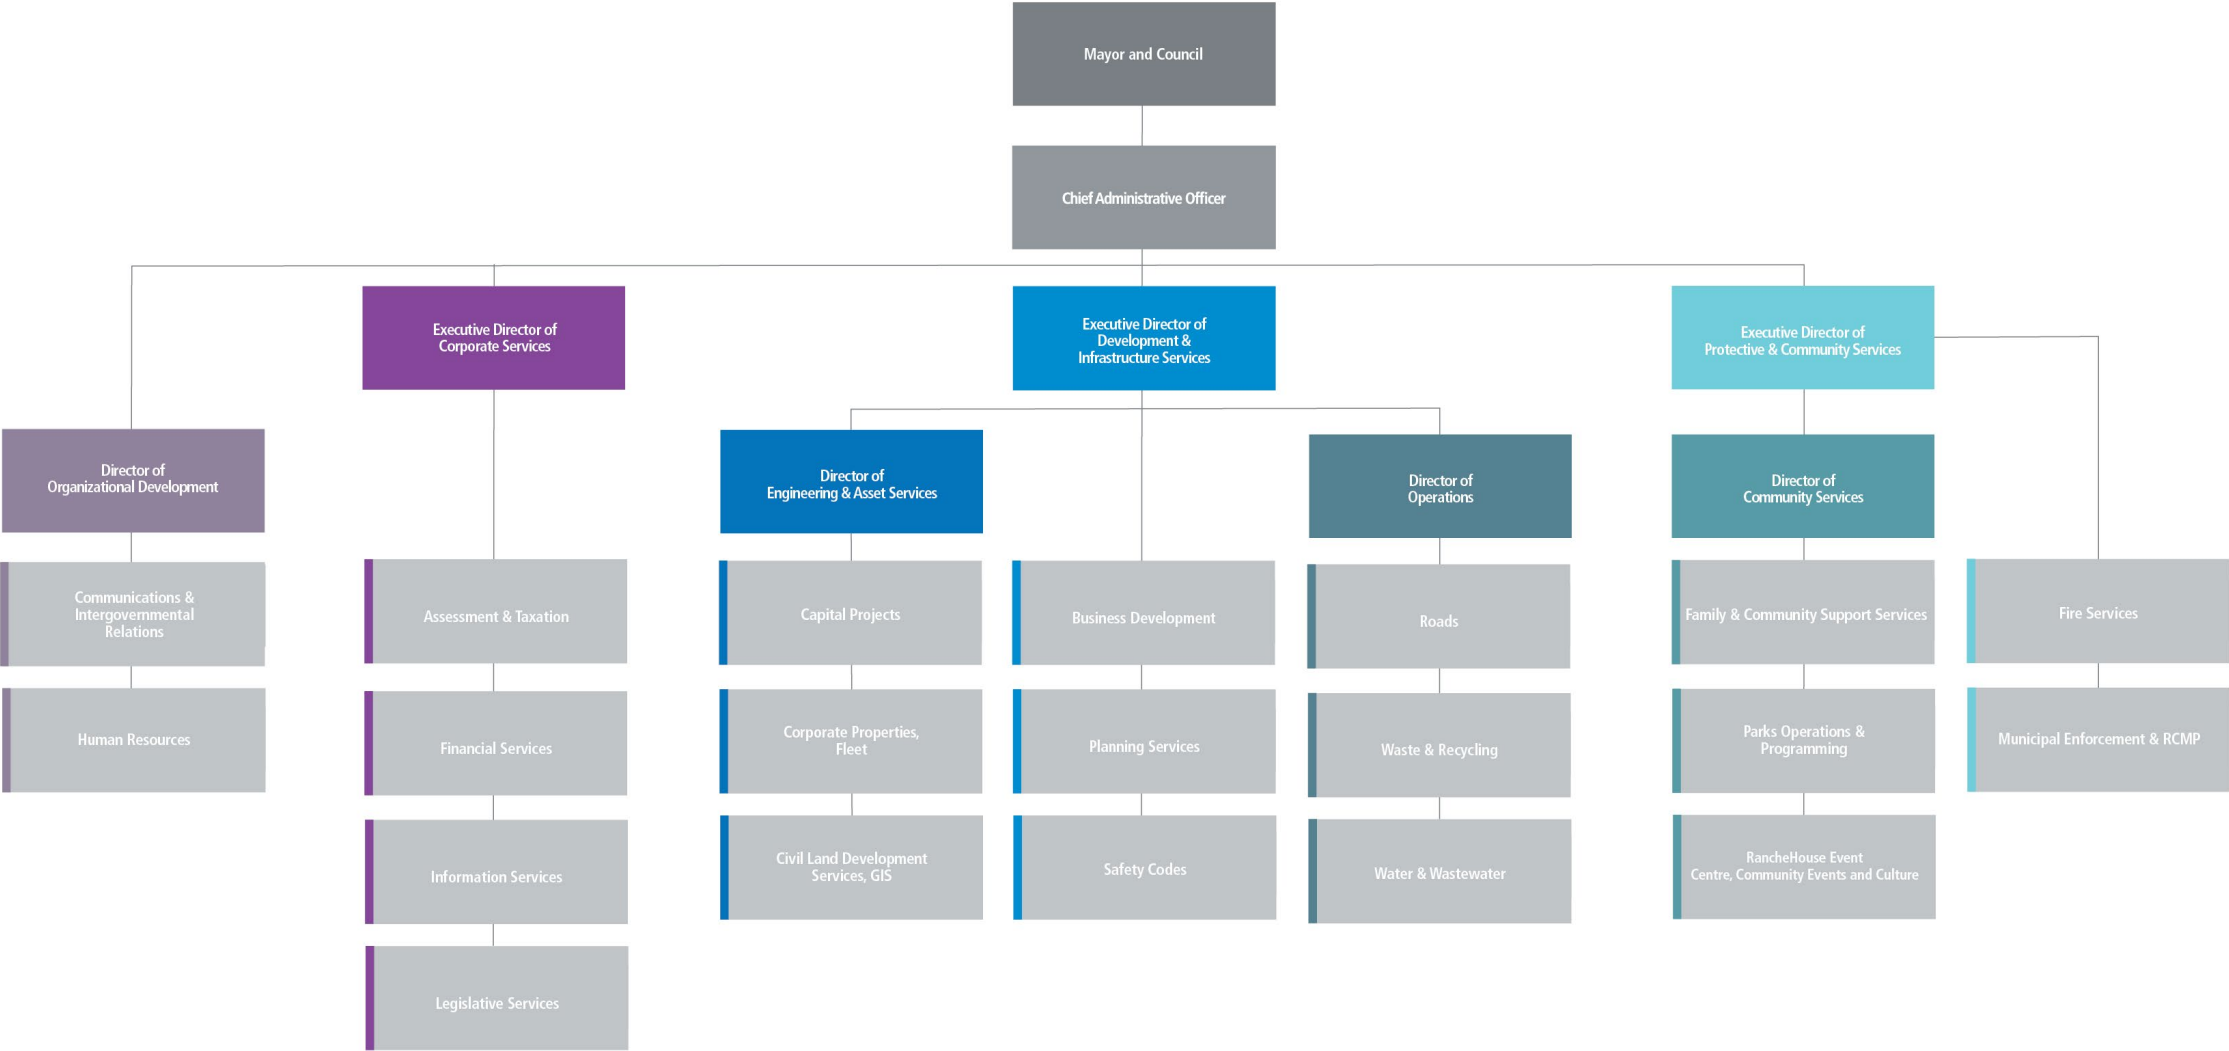 Mayor and Council
Chief Administrative Officer
Executive Director of
Corporate Services
Executive Director of
Development &
Infrastructure Services
Executive Director of
Protective & Community Services
Director of
Organizational Development
Director of
Engineering & Asset Services
Director of
Operations
Director of
Community Services
Communications &
Intergovernmental
Relations
Human Resources
Assessment & Taxation
Financial Services
Information Services
Legislative Services
Capital Projects
Corporate Properties,
Fleet
Civil Land Development
Services, GIS
Business Development
Planning Services
Safety Codes
Roads
Waste & Recycling
Water & Wastewater
Family & Community Support Services
Parks Operations &
Programming
RancheHouse Event
Centre, Community Events and Culture
Fire Services
Municipal Enforcement & RCMP